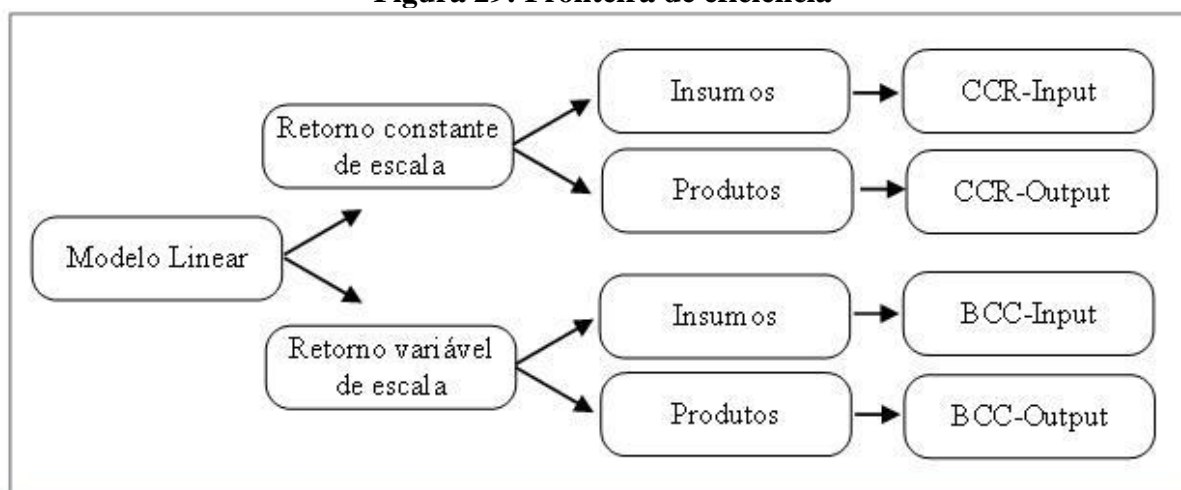 Figura 29: Fronteira de eficiência
Insumos
CCR-Input
Retorno constante
de escala
Produtos
CCR-Output
Modelo Linear
Insumos
BCC-Input
Retorno variável
de escala
Produtos
BCC-Output